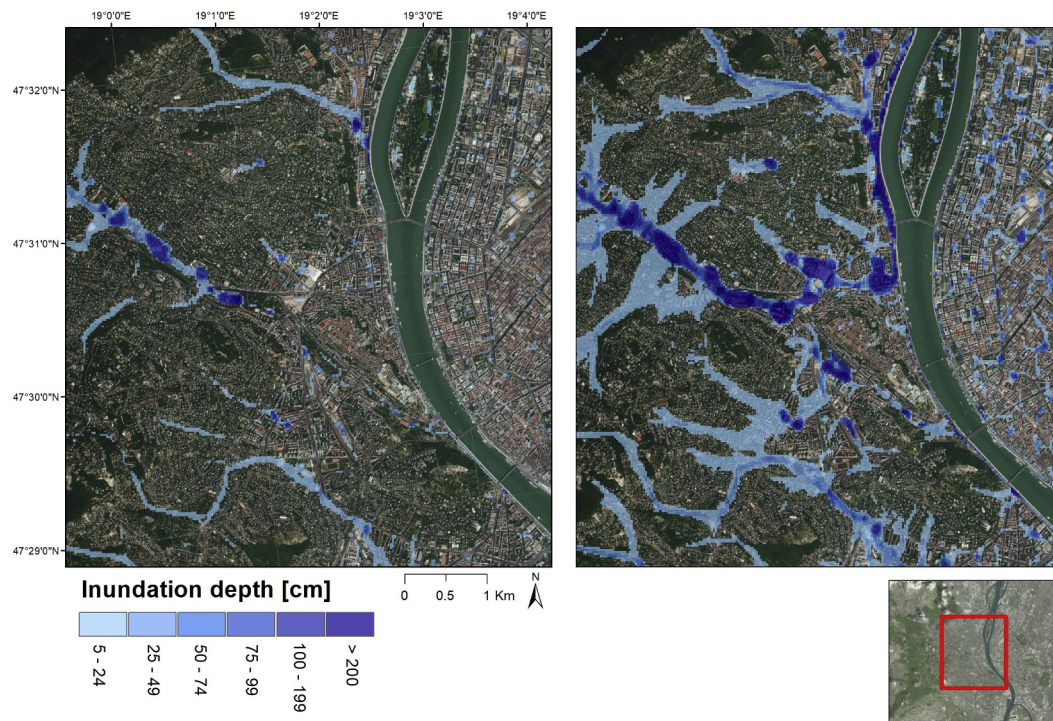 19°0'0"E 19°1'0"E 19°2'0"E 19°3'0"E 19°4'0"E
47°32'0"N
47°31'0"N
47°30'0"N
47°29'0"N
Inundation depth [cm]
5 - 24
25 - 49
50 - 74
75 - 99
100 - 199
> 200
0 0.5 1 Km
N